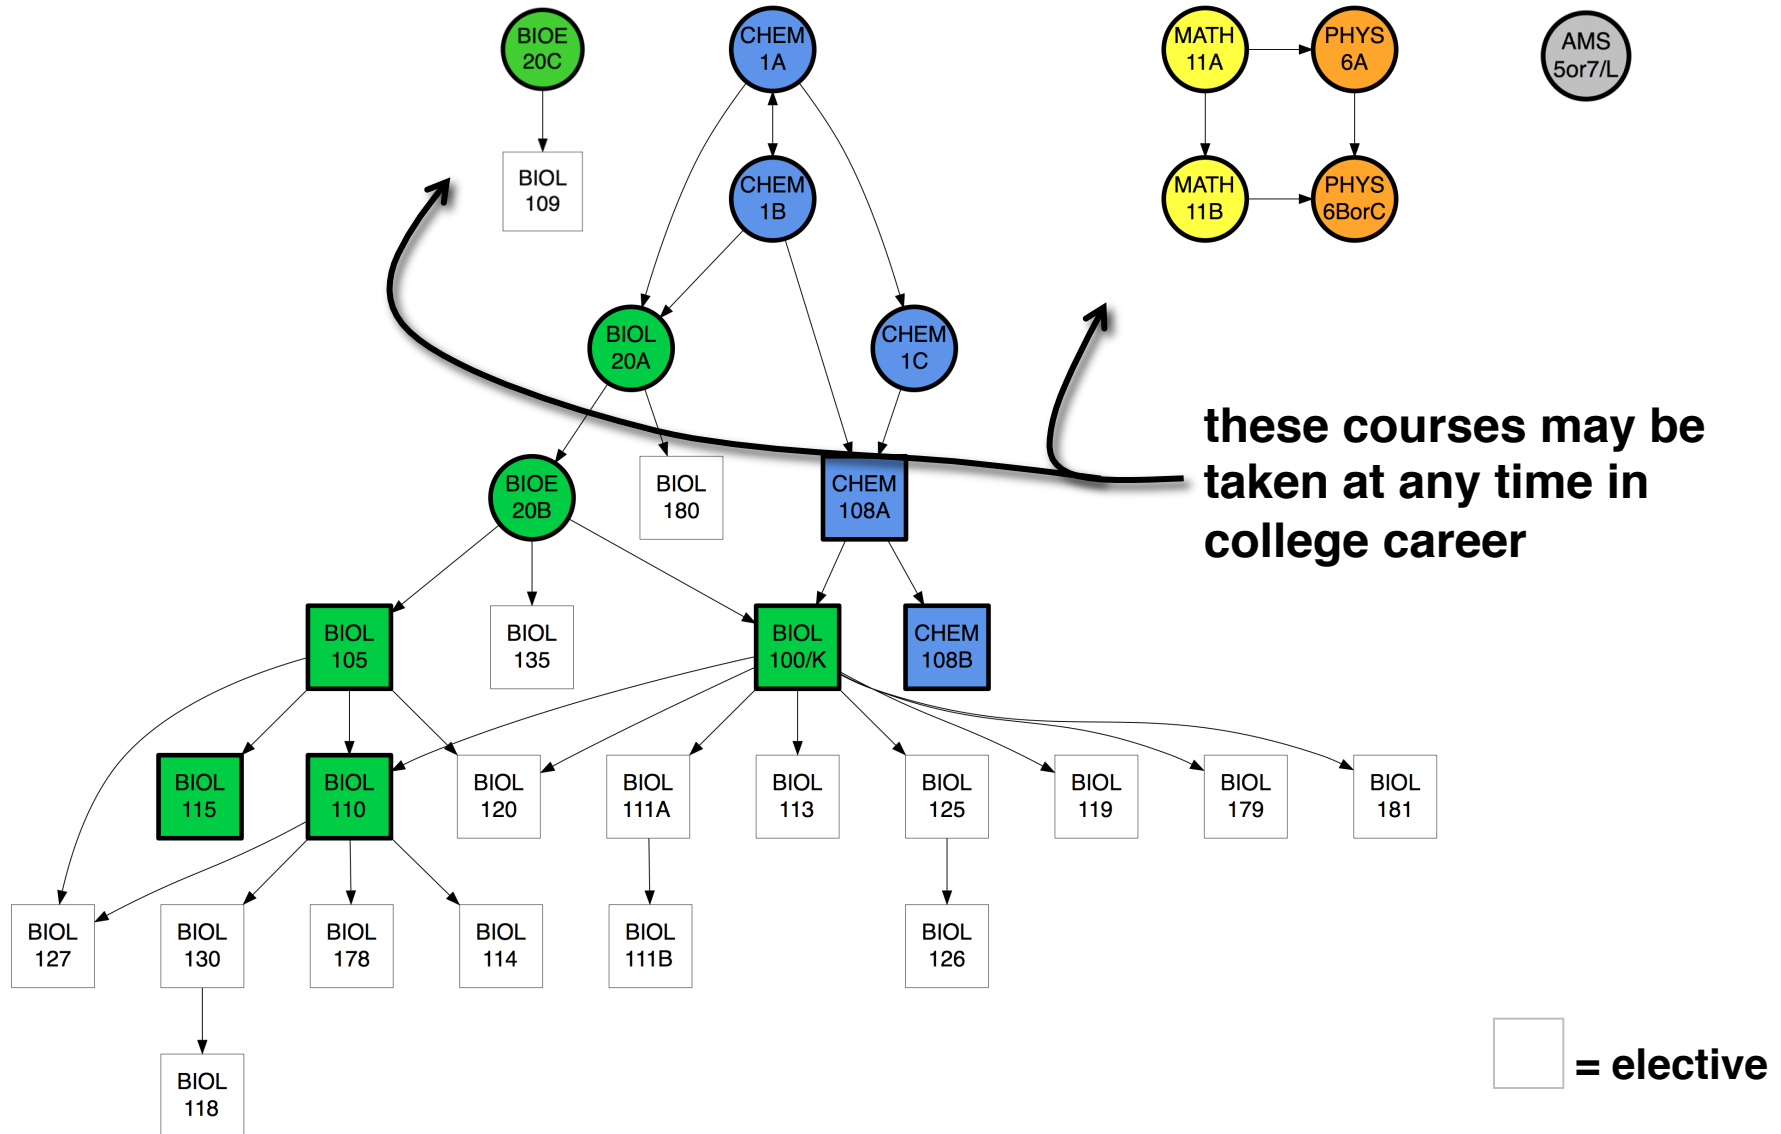 BIOE
20C
CHEM
1A
MATH
11A
PHYS
6A
AMS
5or7/L
BIOL
109
CHEM
1B
MATH
11B
PHYS
6BorC
BIOL
20A
CHEM
1C
these courses may be
taken at any time in
college career
BIOE
20B
BIOL
180
CHEM
108A
BIOL
105
BIOL
135
BIOL
100/K
CHEM
108B
BIOL
115
BIOL
110
BIOL
120
BIOL
111A
BIOL
113
BIOL
125
BIOL
119
BIOL
179
BIOL
181
BIOL
127
BIOL
130
BIOL
178
BIOL
114
BIOL
111B
BIOL
126
BIOL
118
= elective